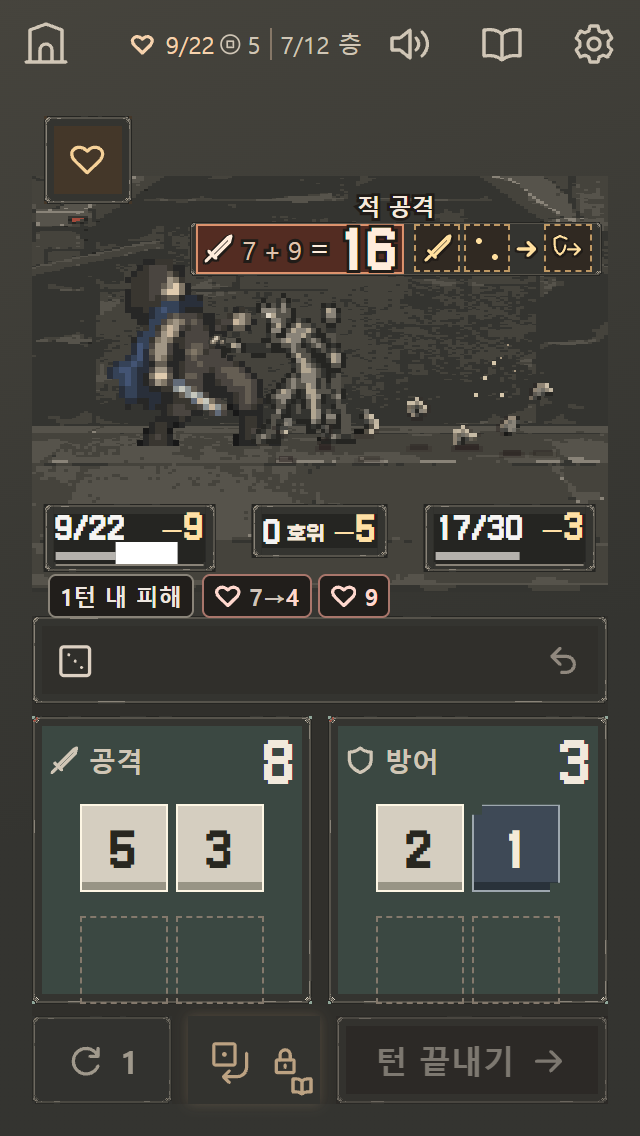 9/22 5 7/12 층
적 공격
7 + 9 = 16
9/22 –9
0 호위 –5
17/30 –3
1턴 내 피해 7→4 9
공격 8
방어 3
5 3 2 1
1 턴 끝내기 →